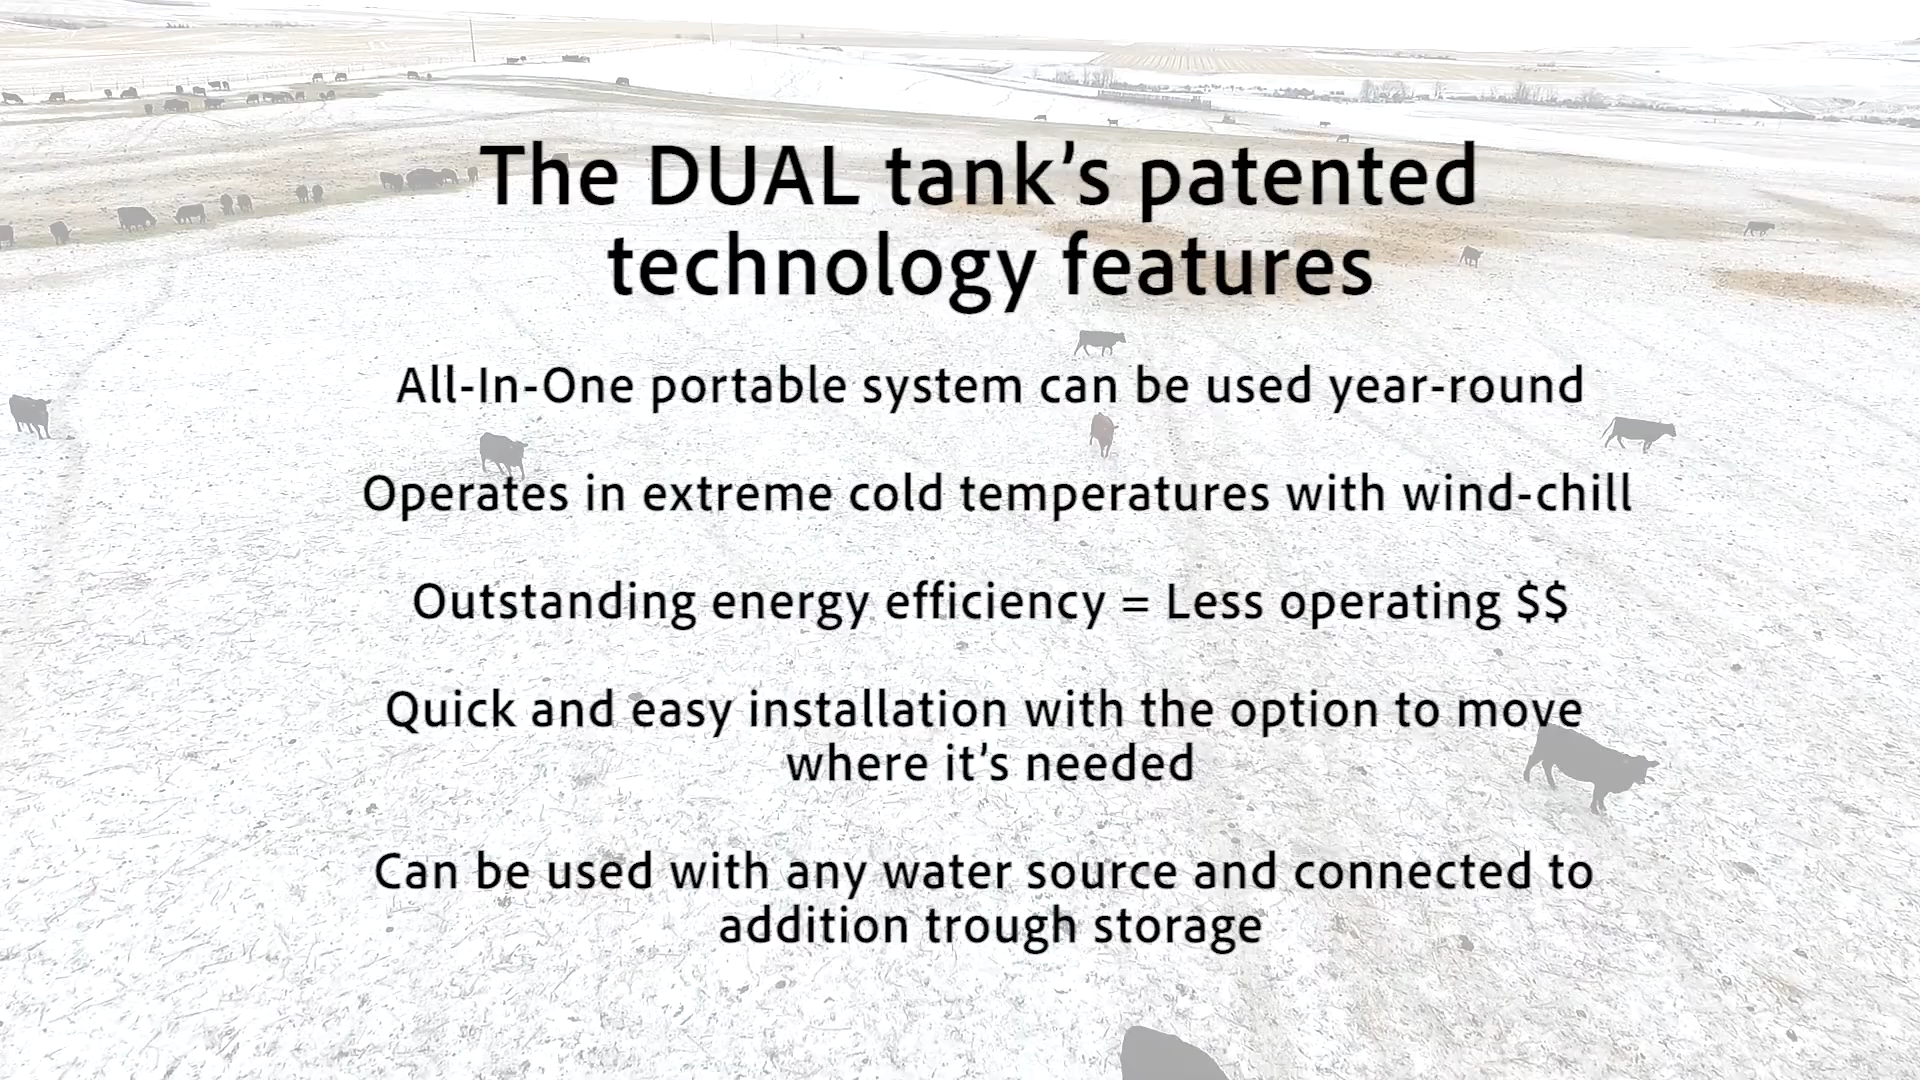 The DUAL tank’s patented
technology features
All-In-One portable system can be used year-round
Operates in extreme cold temperatures with wind-chill
Outstanding energy efficiency = Less operating $$
Quick and easy installation with the option to move
where it’s needed
Can be used with any water source and connected to
addition trough storage